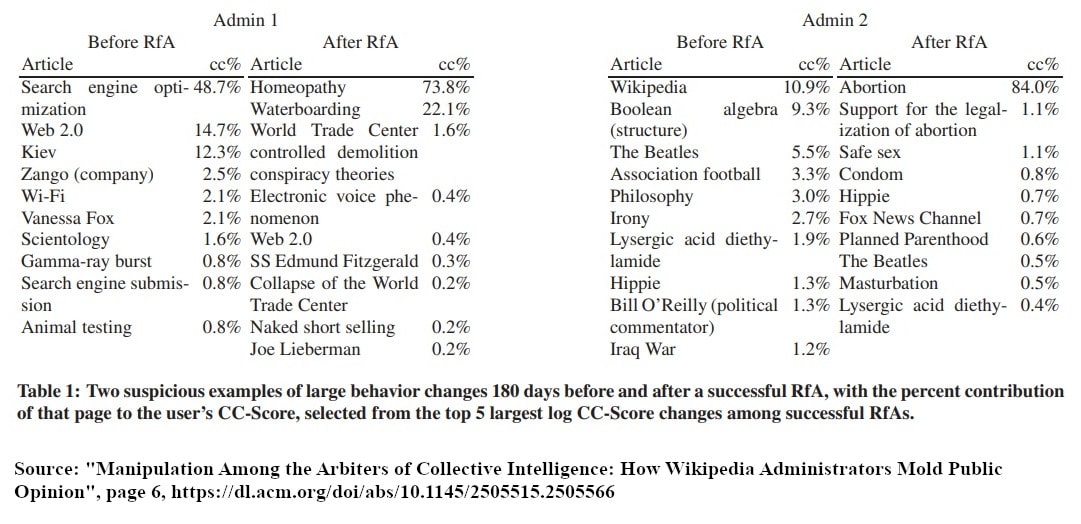 Admin 1
Before RfA After RfA
Article cc% Article cc%
Search engine opti- 48.7% Homeopathy 73.8%
mization Waterboarding 22.1%
Web 2.0 14.7% World Trade Center 1.6%
Kiev 12.3% controlled demolition
Zango (company) 2.5% conspiracy theories
Wi-Fi 2.1% Electronic voice phe- 0.4%
Vanessa Fox 2.1% nomenon
Scientology 1.6% Web 2.0 0.4%
Gamma-ray burst 0.8% SS Edmund Fitzgerald 0.3%
Search engine submis- 0.8% Collapse of the World 0.2%
sion Trade Center
Animal testing 0.8% Naked short selling 0.2%
Joe Lieberman 0.2%
Admin 2
Before RfA After RfA
Article cc% Article cc%
Wikipedia 10.9% Abortion 84.0%
Boolean algebra 9.3% Support for the legal- 1.1%
(structure) ization of abortion
The Beatles 5.5% Safe sex 1.1%
Association football 3.3% Condom 0.8%
Philosophy 3.0% Hippie 0.7%
Irony 2.7% Fox News Channel 0.7%
Lysergic acid diethy- 1.9% Planned Parenthood 0.6%
lamide The Beatles 0.5%
Hippie 1.3% Masturbation 0.5%
Bill O'Reilly (political 1.3% Lysergic acid diethy- 0.4%
commentator) lamide
Iraq War 1.2%
Table 1: Two suspicious examples of large behavior changes 180 days before and after a successful RfA, with the percent contribution
of that page to the user's CC-Score, selected from the top 5 largest log CC-Score changes among successful RfAs.
Source: "Manipulation Among the Arbiters of Collective Intelligence: How Wikipedia Administrators Mold Public
Opinion", page 6, https://dl.acm.org/doi/abs/10.1145/2505515.2505566